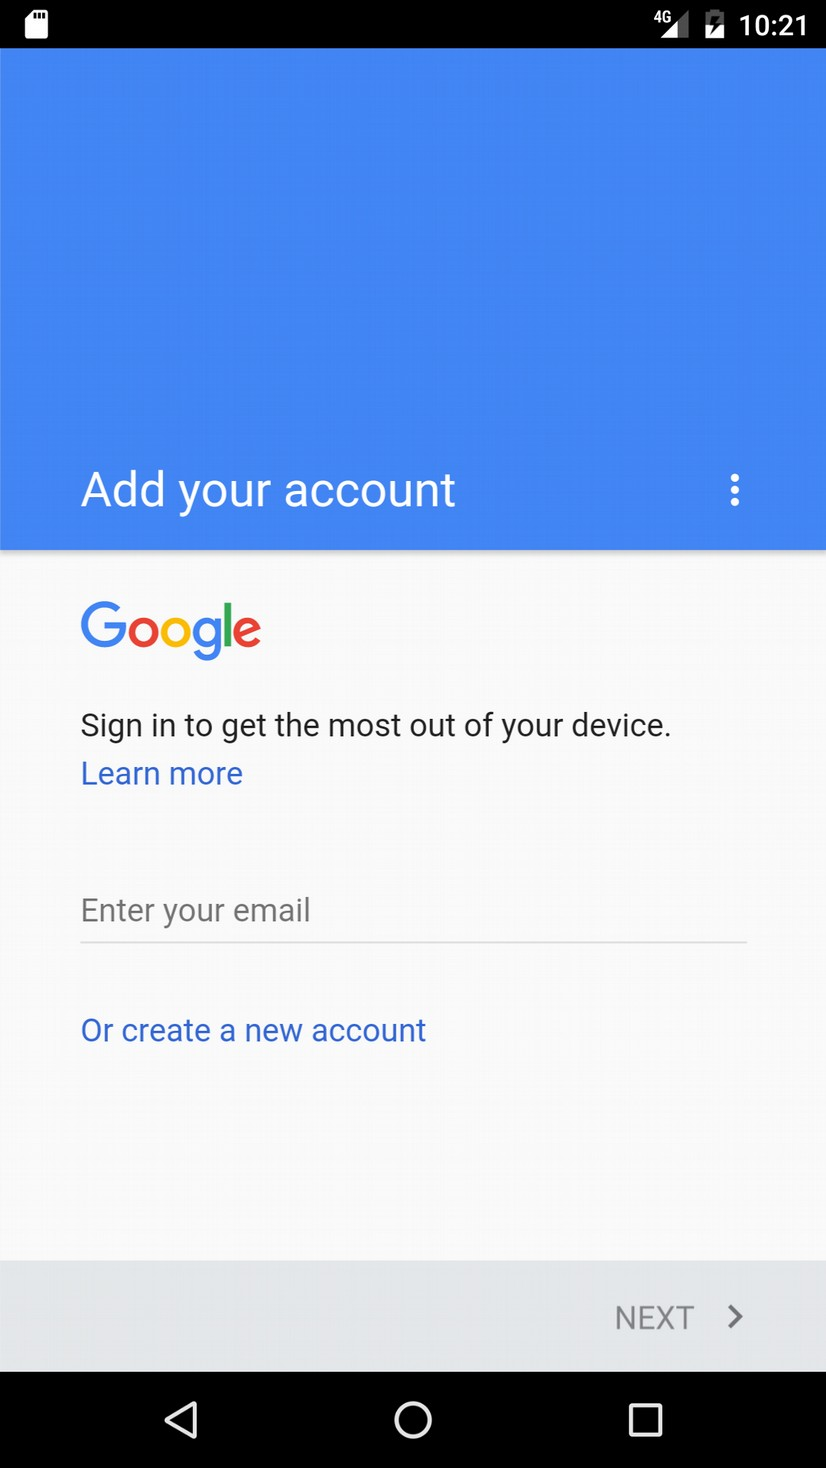 4G 10:21
Add your account
Google
Sign in to get the most out of your device.
Learn more
Enter your email
Or create a new account
NEXT